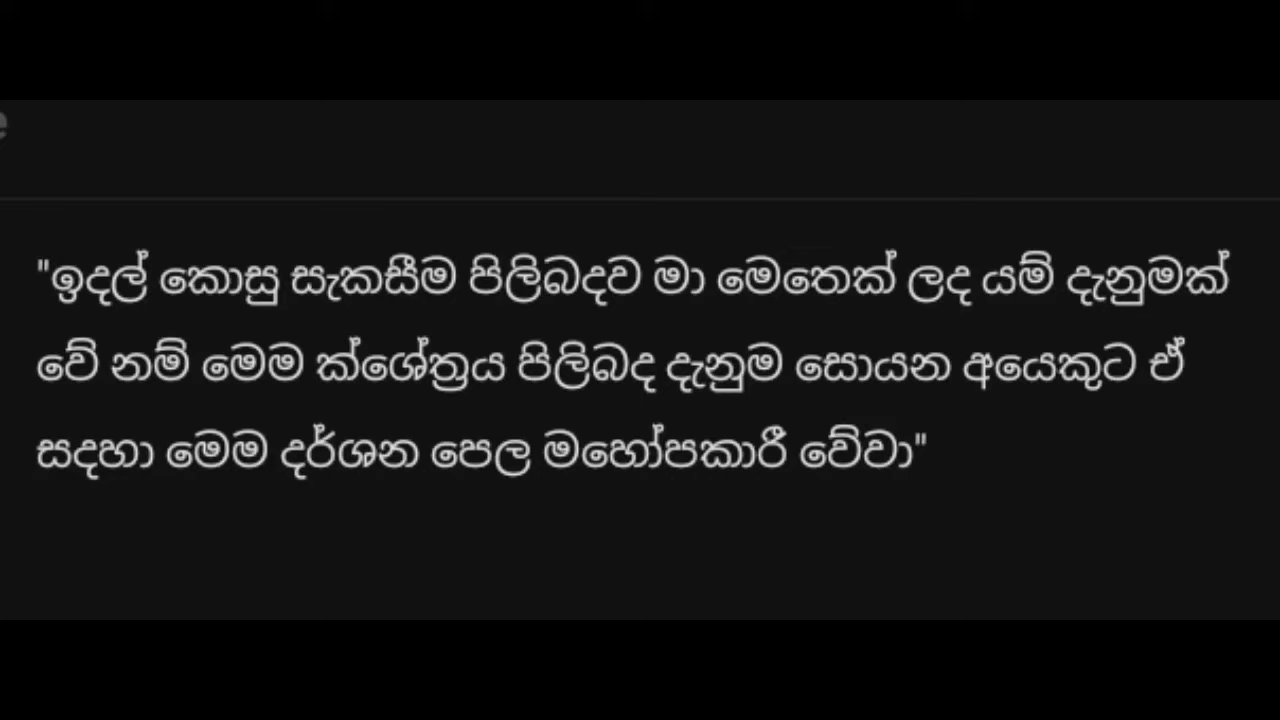 "ඉදල් කොසු සැකසීම පිලිබදව මා මෙතෙක් ලද යම් දැනුමක්
වේ නම් මෙම ක්ශේත්‍රය පිලිබද දැනුම සොයන අයෙකුට ඒ
සදහා මෙම දර්ශන පෙල මහෝපකාරී වේවා"